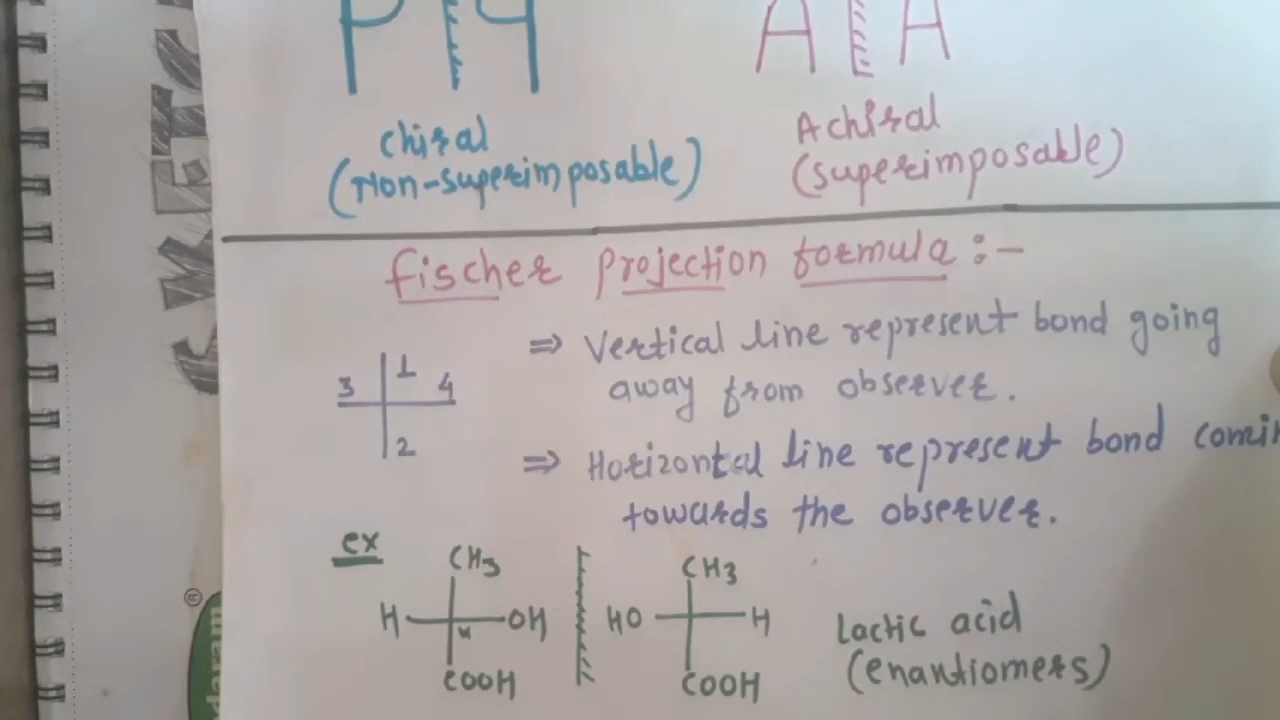 P | q A | A
chiral
(Non-superimposable)
Achiral
(superimposable)
fischer projection formula :-
1
3 4
2
⇒ Vertical line represent bond going
away from observer.
⇒ Horizontal line represent bond comin
towards the observer.
ex
CH3 CH3
H OH HO H
*
COOH COOH
Lactic acid
(enantiomers)